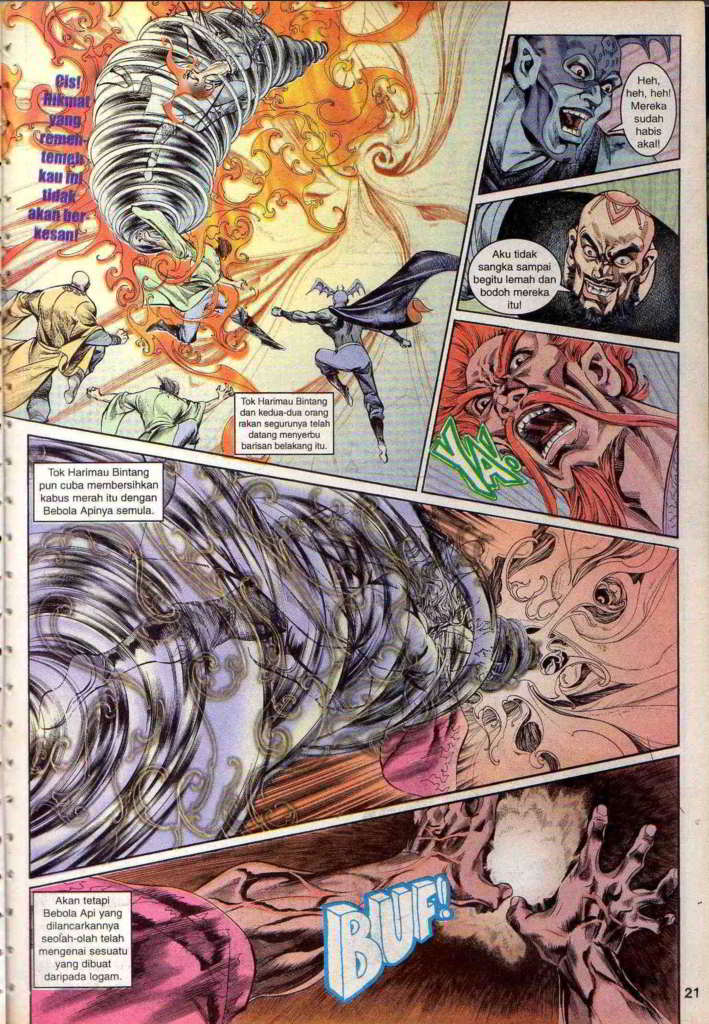 Cis!
Hikmat
yang
remeh-
temeh
kau ini
tidak
akan ber-
kesan!
Heh,
heh, heh!
Mereka
sudah
habis
akal!
Aku tidak
sangka sampai
begitu lemah dan
bodoh mereka
itu!
Tok Harimau Bintang
dan kedua-dua orang
rakan segurunya telah
datang menyerbu
barisan belakang itu.
YA!
Tok Harimau Bintang
pun cuba membersihkan
kabus merah itu dengan
Bebola Apinya semula.
Akan tetapi
Bebola Api yang
dilancarkannya
seolah-olah telah
mengenai sesuatu
yang dibuat
daripada logam.
BUF!
21